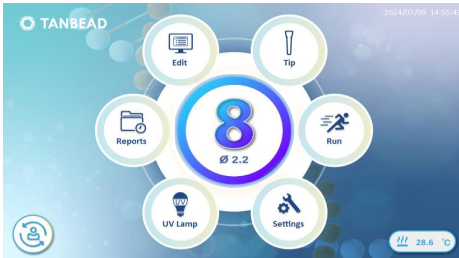 TANBEAD
2024/07/09 14:55:4
Edit
Tip
Reports
8
Ø 2.2
Run
UV
UV Lamp
Settings
28.6 °C